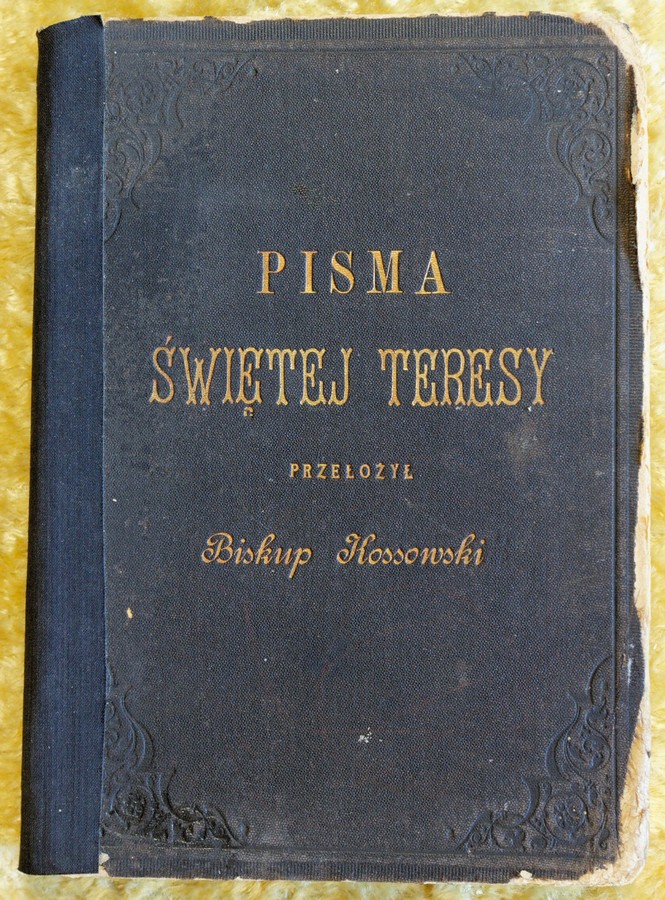 PISMA
ŚWIĘTEJ TERESY
PRZEŁOŻYŁ
Biskup Kossowski